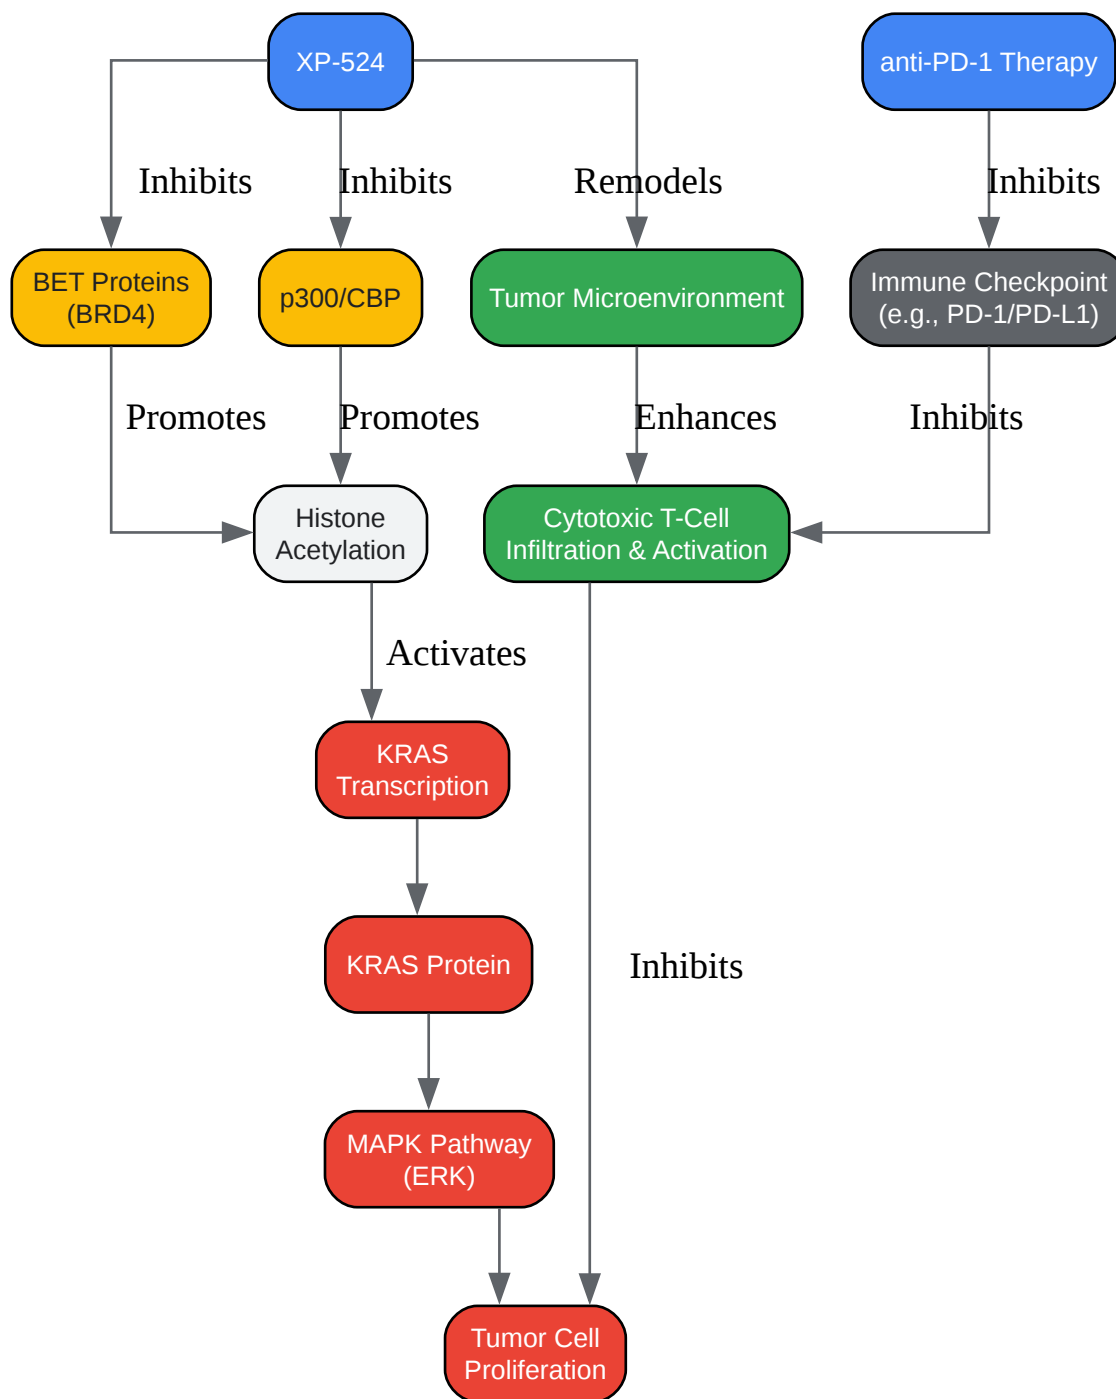 XP-524
anti-PD-1 Therapy
Inhibits
Inhibits
Remodels
Inhibits
BET Proteins
(BRD4)
p300/CBP
Tumor Microenvironment
Immune Checkpoint
(e.g., PD-1/PD-L1)
Promotes
Promotes
Enhances
Inhibits
Histone
Acetylation
Cytotoxic T-Cell
Infiltration & Activation
Activates
KRAS
Transcription
KRAS Protein
Inhibits
MAPK Pathway
(ERK)
Tumor Cell
Proliferation